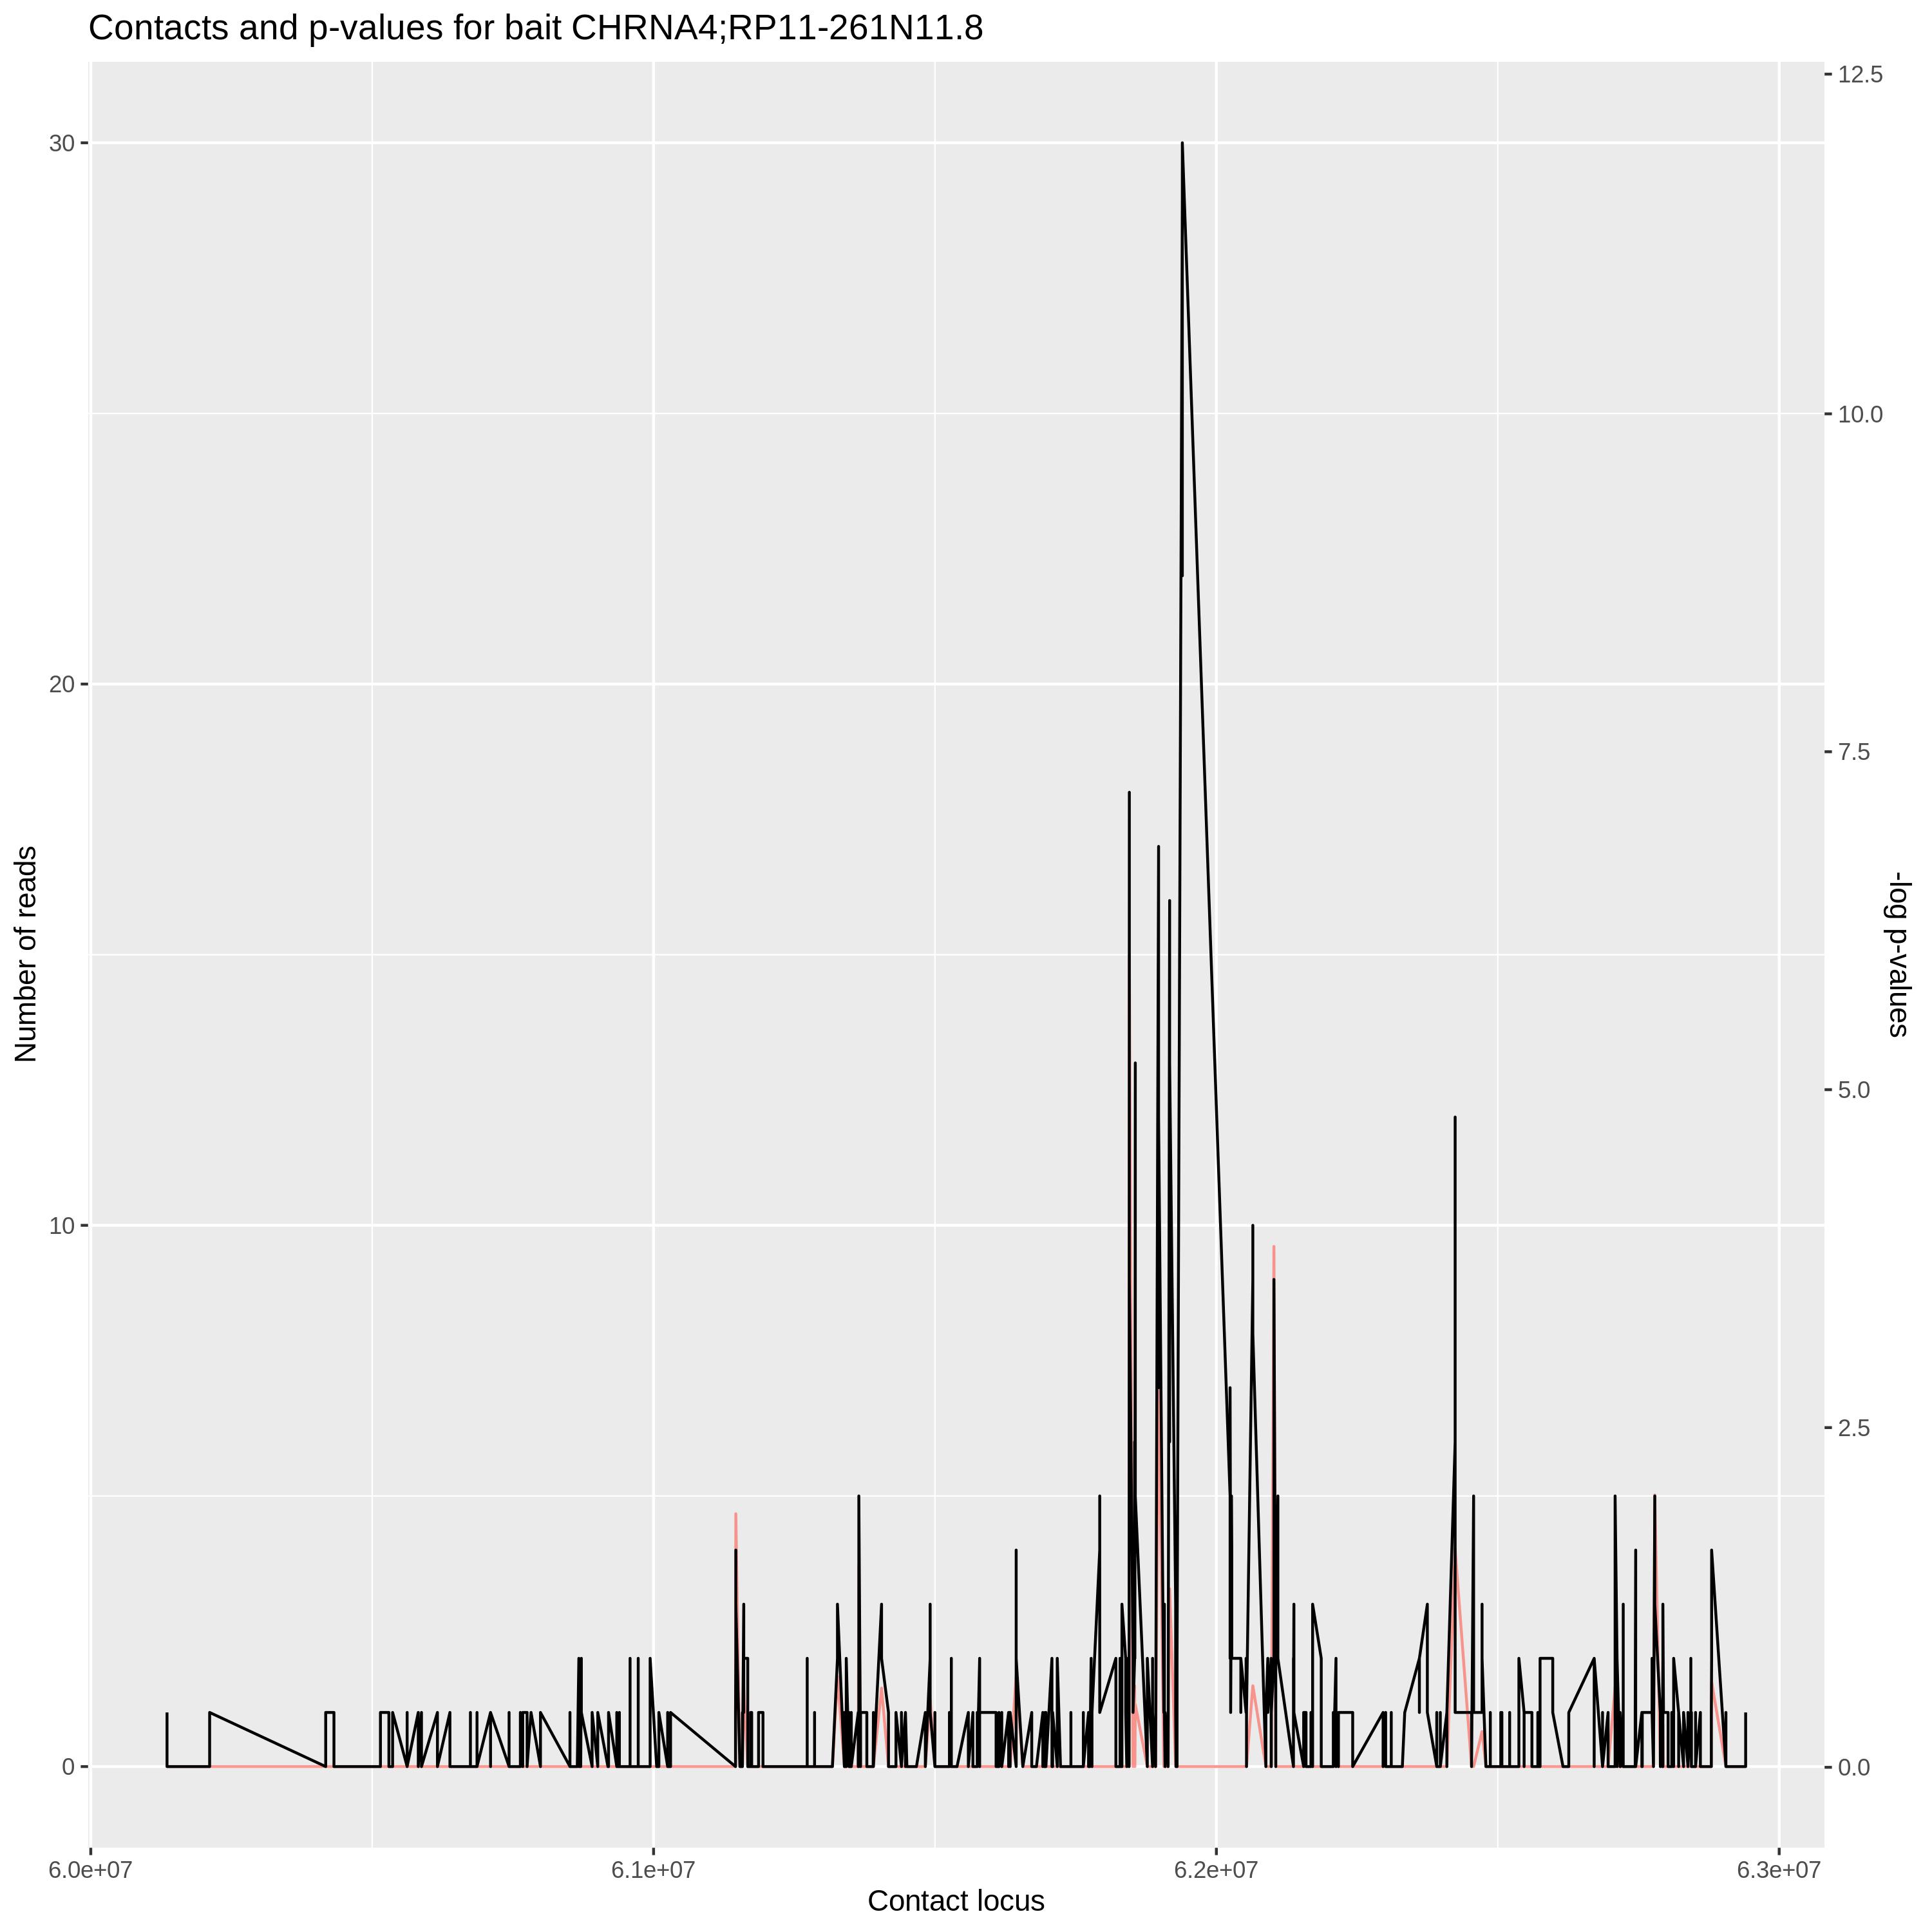 Contacts and p-values for bait CHRNA4;RP11-261N11.8
30
20
10
0
Number of reads
12.5
10.0
7.5
5.0
2.5
0.0
-log p-values
6.0e+07 6.1e+07 6.2e+07 6.3e+07
Contact locus